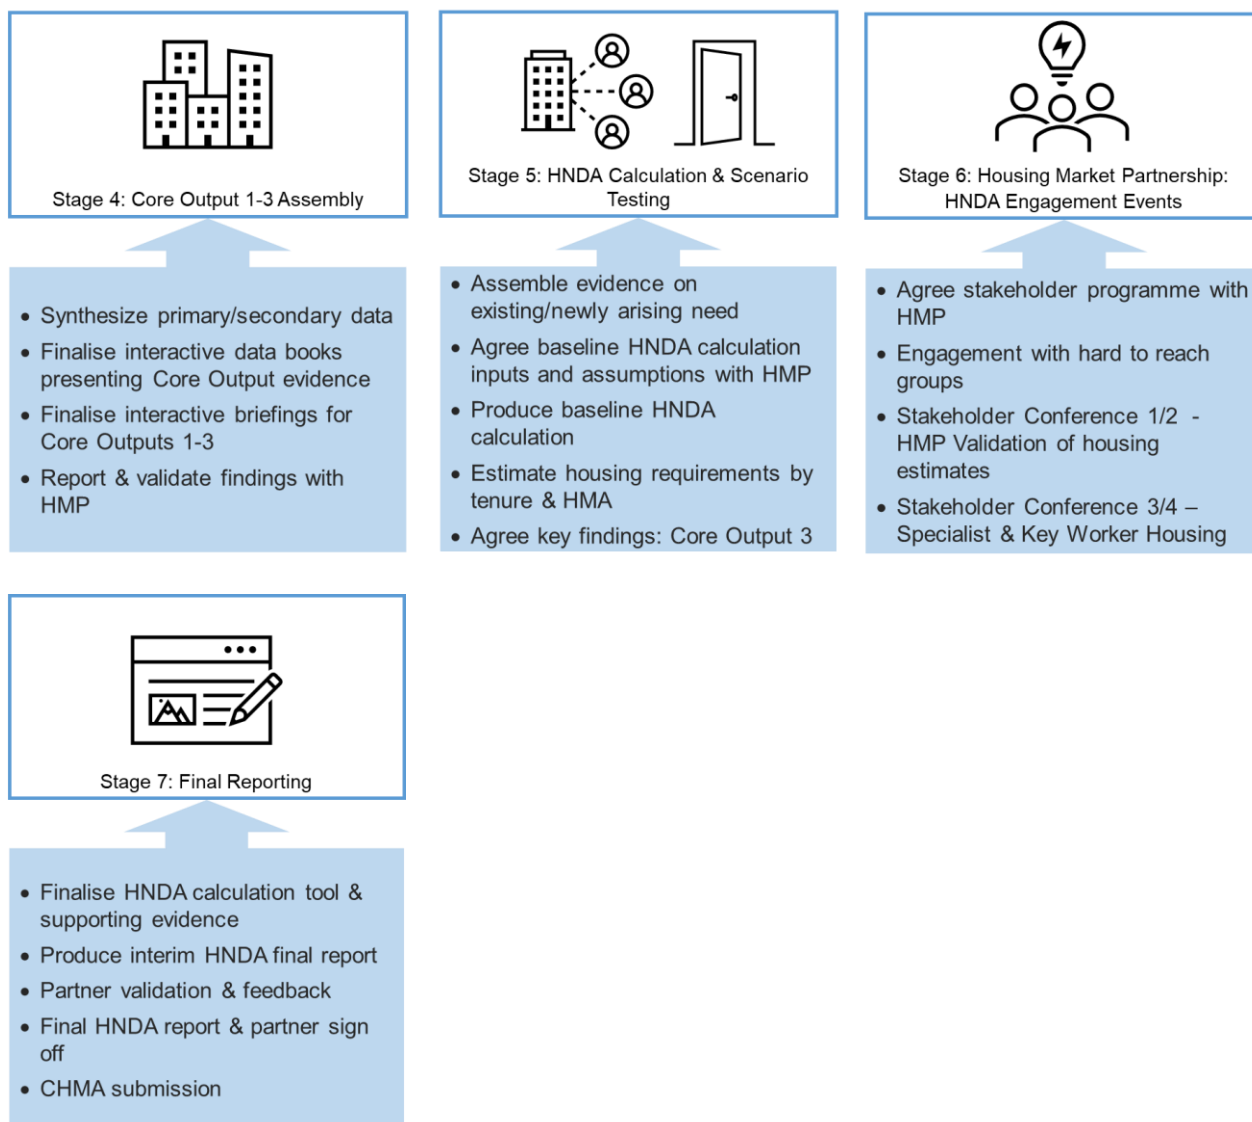 Stage 4: Core Output 1-3 Assembly
• Synthesize primary/secondary data
• Finalise interactive data books
presenting Core Output evidence
• Finalise interactive briefings for
Core Outputs 1-3
• Report & validate findings with
HMP
Stage 5: HNDA Calculation & Scenario
Testing
• Assemble evidence on
existing/newly arising need
• Agree baseline HNDA calculation
inputs and assumptions with HMP
• Produce baseline HNDA
calculation
• Estimate housing requirements by
tenure & HMA
• Agree key findings: Core Output 3
Stage 6: Housing Market Partnership:
HNDA Engagement Events
• Agree stakeholder programme with
HMP
• Engagement with hard to reach
groups
• Stakeholder Conference 1/2 -
HMP Validation of housing
estimates
• Stakeholder Conference 3/4 –
Specialist & Key Worker Housing
Stage 7: Final Reporting
• Finalise HNDA calculation tool &
supporting evidence
• Produce interim HNDA final report
• Partner validation & feedback
• Final HNDA report & partner sign
off
• CHMA submission